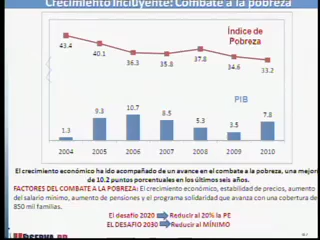 Crecimiento Incluyente: Combate a la pobreza
Índice de
Pobreza
43.4
40.1
36.3
35.8
37.8
34.6
33.2
PIB
1.3
9.3
10.7
8.5
5.3
3.5
7.8
2004 2005 2006 2007 2008 2009 2010
El crecimiento económico ha ido acompañado de un avance en el combate a la pobreza, una mejora
de 10.2 puntos porcentuales en los últimos seis años.
FACTORES DEL COMBATE A LA POBREZA: El crecimiento económico, estabilidad de precios, aumento
del salario mínimo, aumento de pensiones y el programa solidaridad que avanza con una cobertura de
850 mil familias.
El desafío 2020 Reducir al 20% la PE
EL DESAFIO 2030 Reducir al MÍNIMO